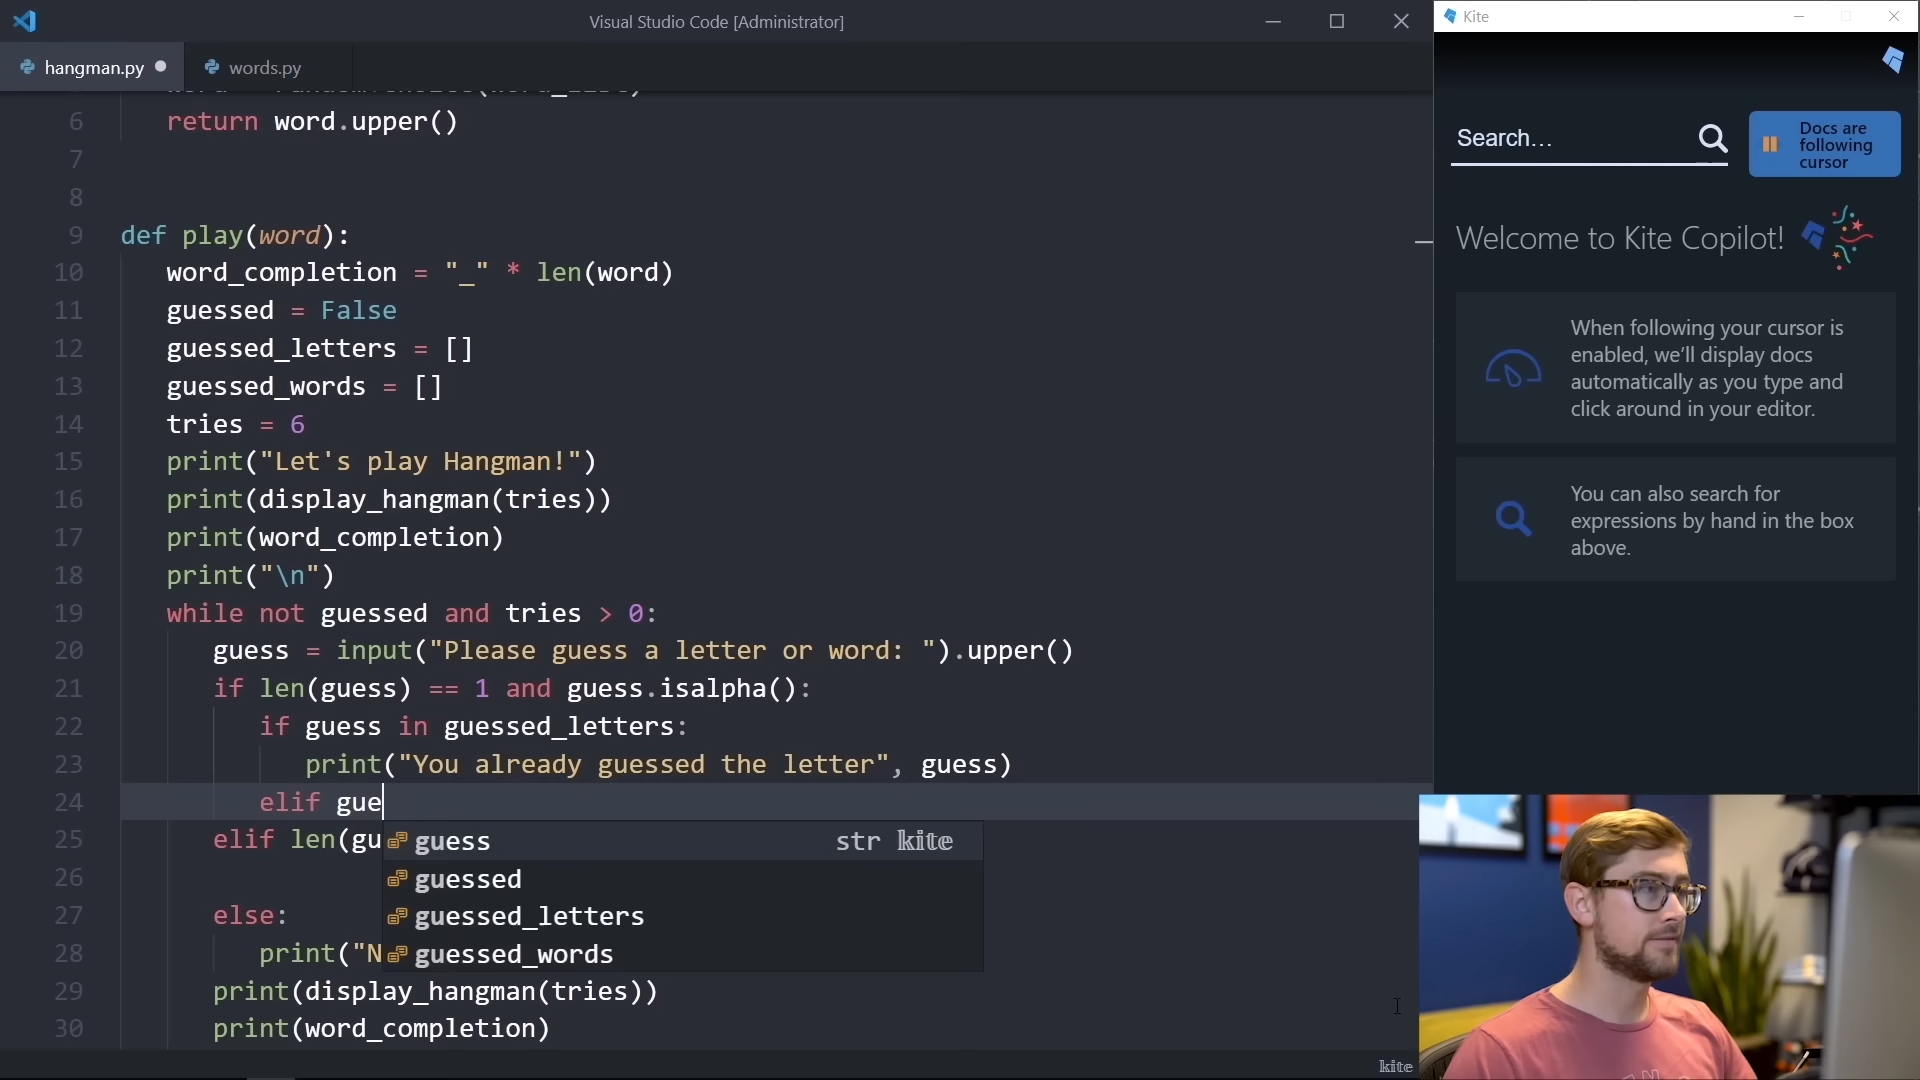 Visual Studio Code [Administrator]
hangman.py
words.py
6 return word.upper()
7
8
9 def play(word):
10 word_completion = "_" * len(word)
11 guessed = False
12 guessed_letters = []
13 guessed_words = []
14 tries = 6
15 print("Let's play Hangman!")
16 print(display_hangman(tries))
17 print(word_completion)
18 print("\n")
19 while not guessed and tries > 0:
20 guess = input("Please guess a letter or word: ").upper()
21 if len(guess) == 1 and guess.isalpha():
22 if guess in guessed_letters:
23 print("You already guessed the letter", guess)
24 elif gue
25 elif len(gu
26
27 else:
28 print("N
29 print(display_hangman(tries))
30 print(word_completion)
guess str kite
guessed
guessed_letters
guessed_words
kite
Kite
Search…
Docs are
following
cursor
Welcome to Kite Copilot!
When following your cursor is
enabled, we'll display docs
automatically as you type and
click around in your editor.
You can also search for
expressions by hand in the box
above.